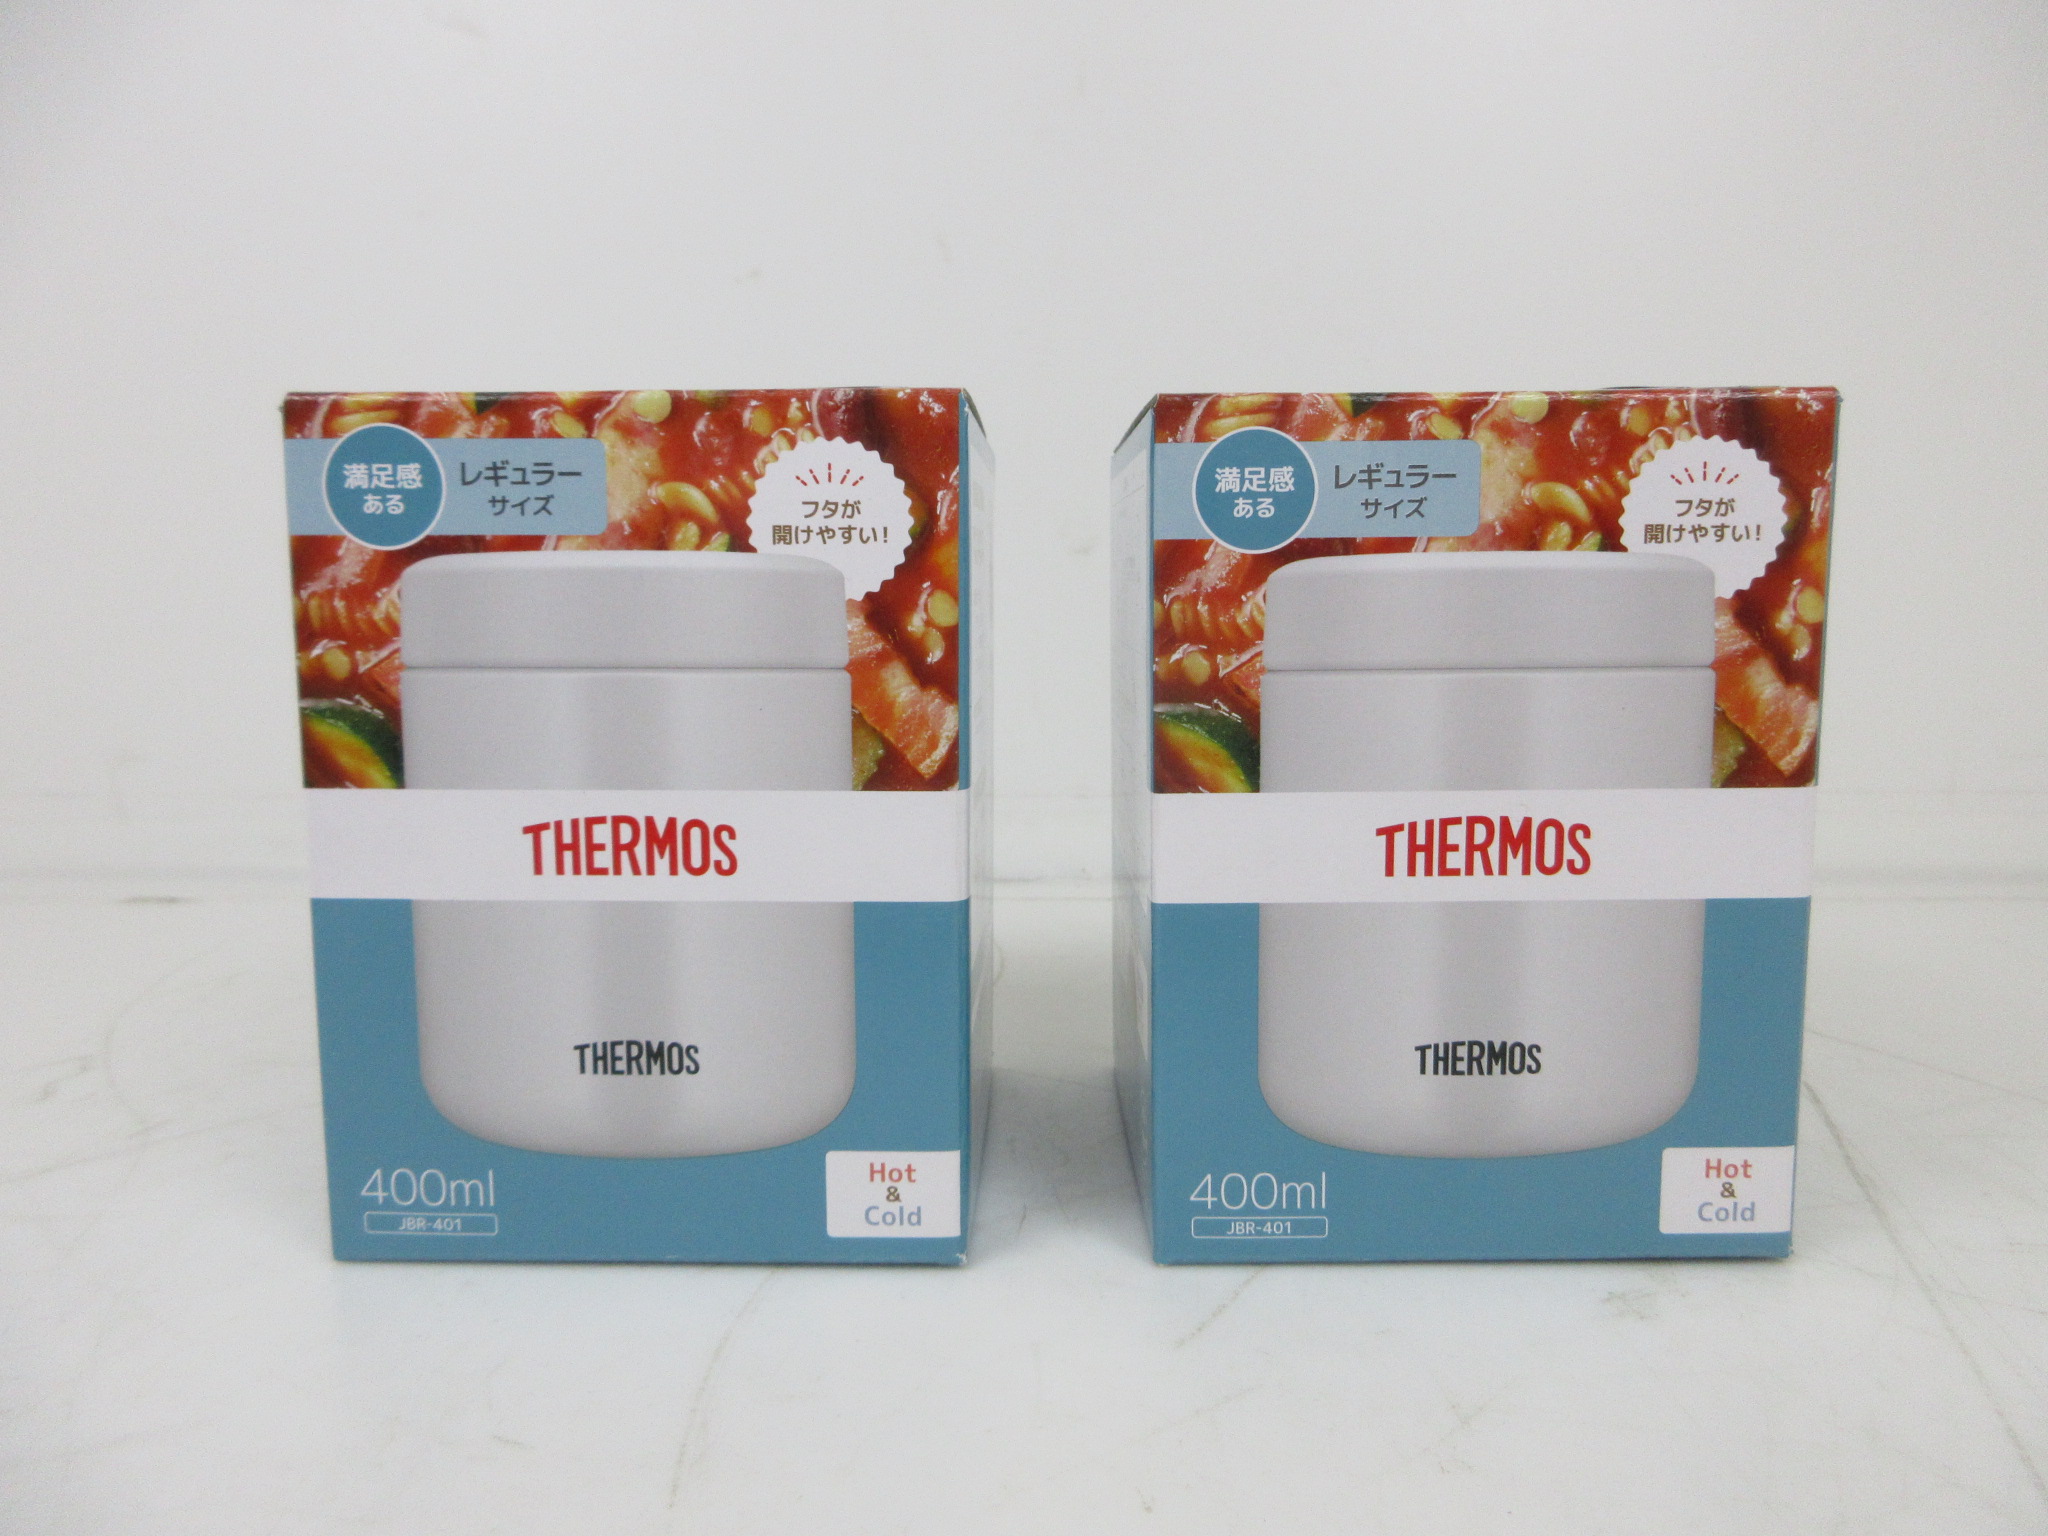 満足感
ある
レギュラー
サイズ
フタが
開けやすい!
THERMOS
THERMOS
400ml
JBR-401
Hot
&
Cold
満足感
ある
レギュラー
サイズ
フタが
開けやすい!
THERMOS
THERMOS
400ml
JBR-401
Hot
&
Cold